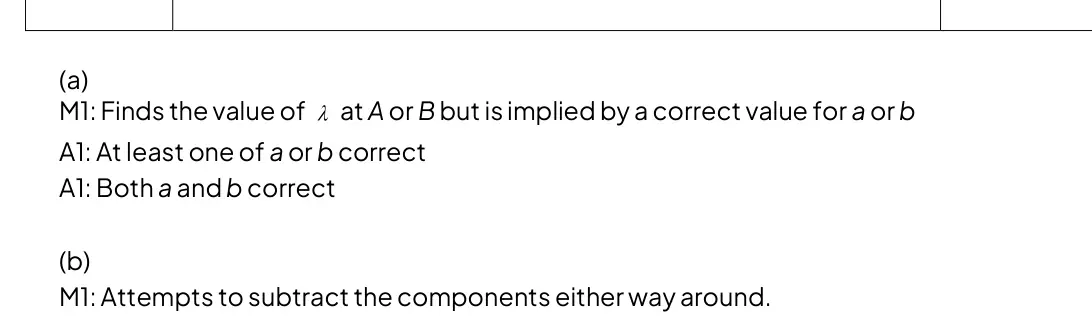 (a)
M1: Finds the value of λ at A or B but is implied by a correct value for a or b
A1: At least one of a or b correct
A1: Both a and b correct
(b)
M1: Attempts to subtract the components either way around.